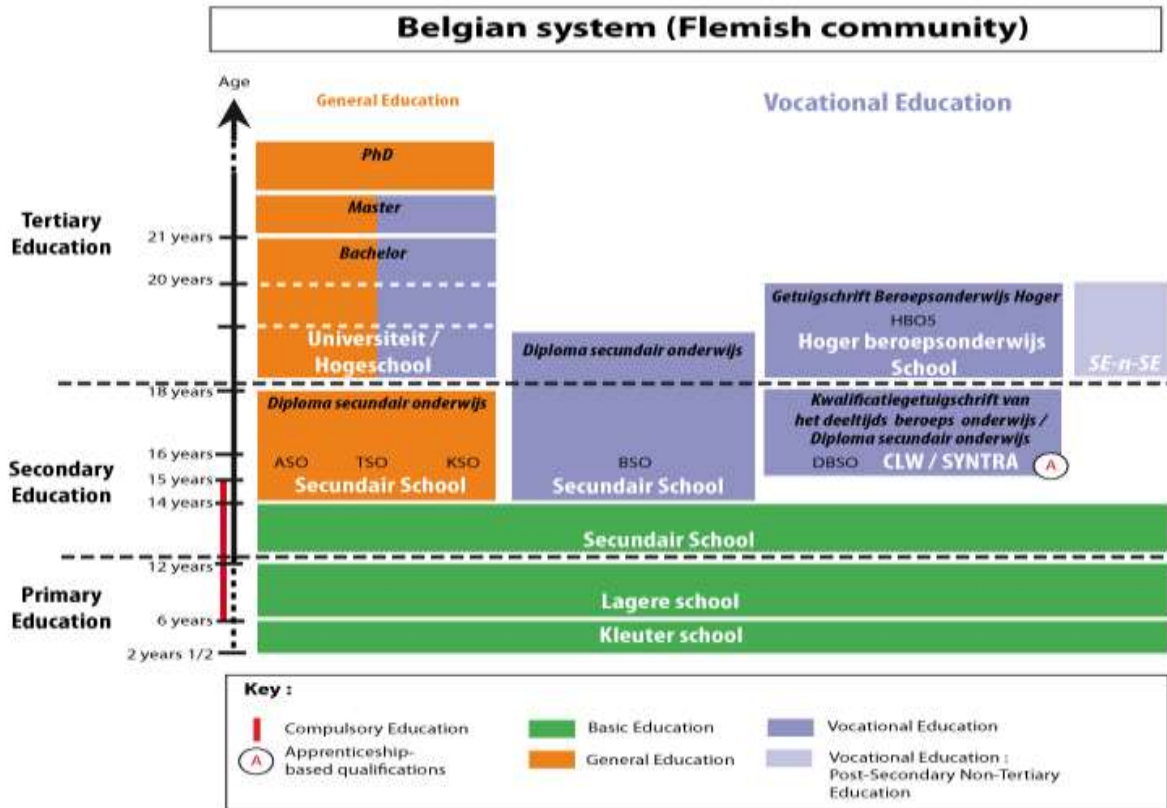 Belgian system (Flemish community)
Age
General Education
Vocational Education
PhD
Master
Tertiary
Education
21 years
Bachelor
20 years
Getuigschrift Beroepsonderwijs Hoger
HBO5
Universiteit /
Hogeschool
Diploma secundair onderwijs
Hoger beroepsonderwijs
School
SE-n-SE
18 years
Diploma secundair onderwijs
Kwalificatiegetuigschrift van
het deeltijds beroeps onderwijs /
Diploma secundair onderwijs
Secondary
Education
16 years
ASO TSO KSO
BSO
DBSO CLW / SYNTRA A
15 years
Secundair School
Secundair School
14 years
Secundair School
12 years
Primary
Education
Lagere school
6 years
Kleuter school
2 years 1/2
Key :
Compulsory Education
Basic Education
Vocational Education
A Apprenticeship-
based qualifications
General Education
Vocational Education :
Post-Secondary Non-Tertiary
Education